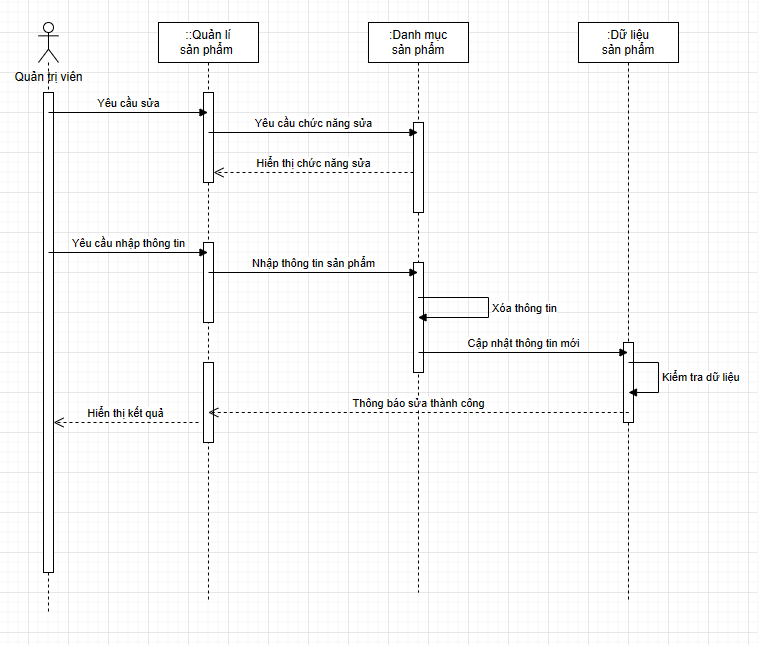 ::Quản lí
sản phẩm
:Danh mục
sản phẩm
:Dữ liệu
sản phẩm
Quản trị viên
Yêu cầu sửa
Yêu cầu chức năng sửa
Hiển thị chức năng sửa
Yêu cầu nhập thông tin
Nhập thông tin sản phẩm
Xóa thông tin
Cập nhật thông tin mới
Kiểm tra dữ liệu
Thông báo sửa thành công
Hiển thị kết quả